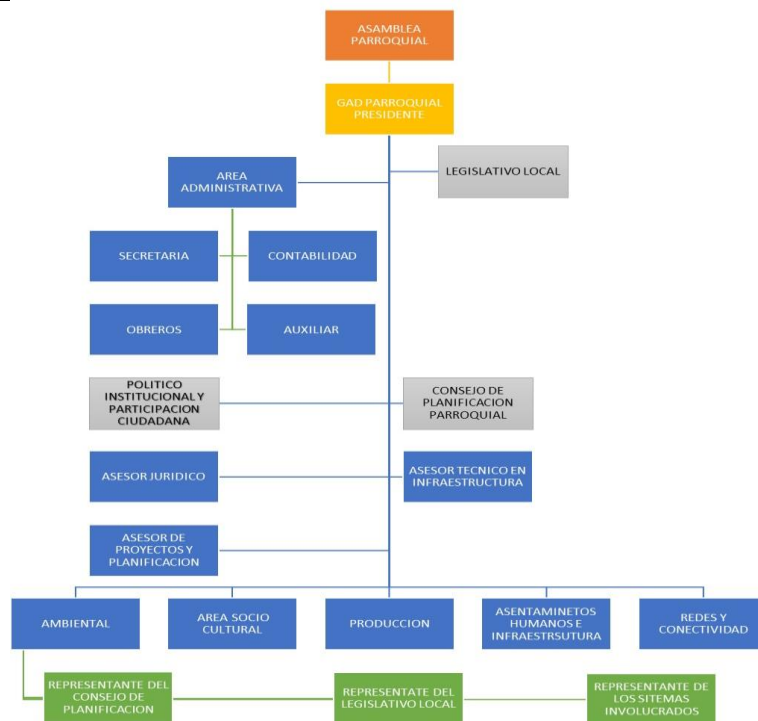 ASAMBLEA
PARROQUIAL
GAD PARROQUIAL
PRESIDENTE
AREA
ADMINISTRATIVA
LEGISLATIVO LOCAL
SECRETARIA
CONTABILIDAD
OBREROS
AUXILIAR
POLITICO
INSTITUCIONAL Y
PARTICIPACION
CIUDADANA
CONSEJO DE
PLANIFICACION
PARROQUIAL
ASESOR JURIDICO
ASESOR TECNICO EN
INFRAESTRUCTURA
ASESOR DE
PROYECTOS Y
PLANIFICACION
AMBIENTAL
AREA SOCIO
CULTURAL
PRODUCCION
ASENTAMINETOS
HUMANOS E
INFRAESTRSUTURA
REDES Y
CONECTIVIDAD
REPRESENTANTE DEL
CONSEJO DE
PLANIFICACION
REPRESENTATE DEL
LEGISLATIVO LOCAL
REPRESENTANTE DE
LOS SITEMAS
INVOLUCRADOS